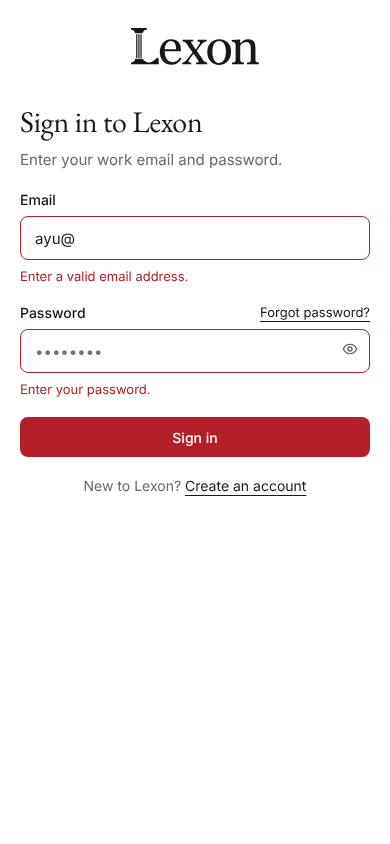 Lexon
Sign in to Lexon
Enter your work email and password.
Email
ayu@
Enter a valid email address.
Password Forgot password?
••••••••
Enter your password.
Sign in
New to Lexon? Create an account